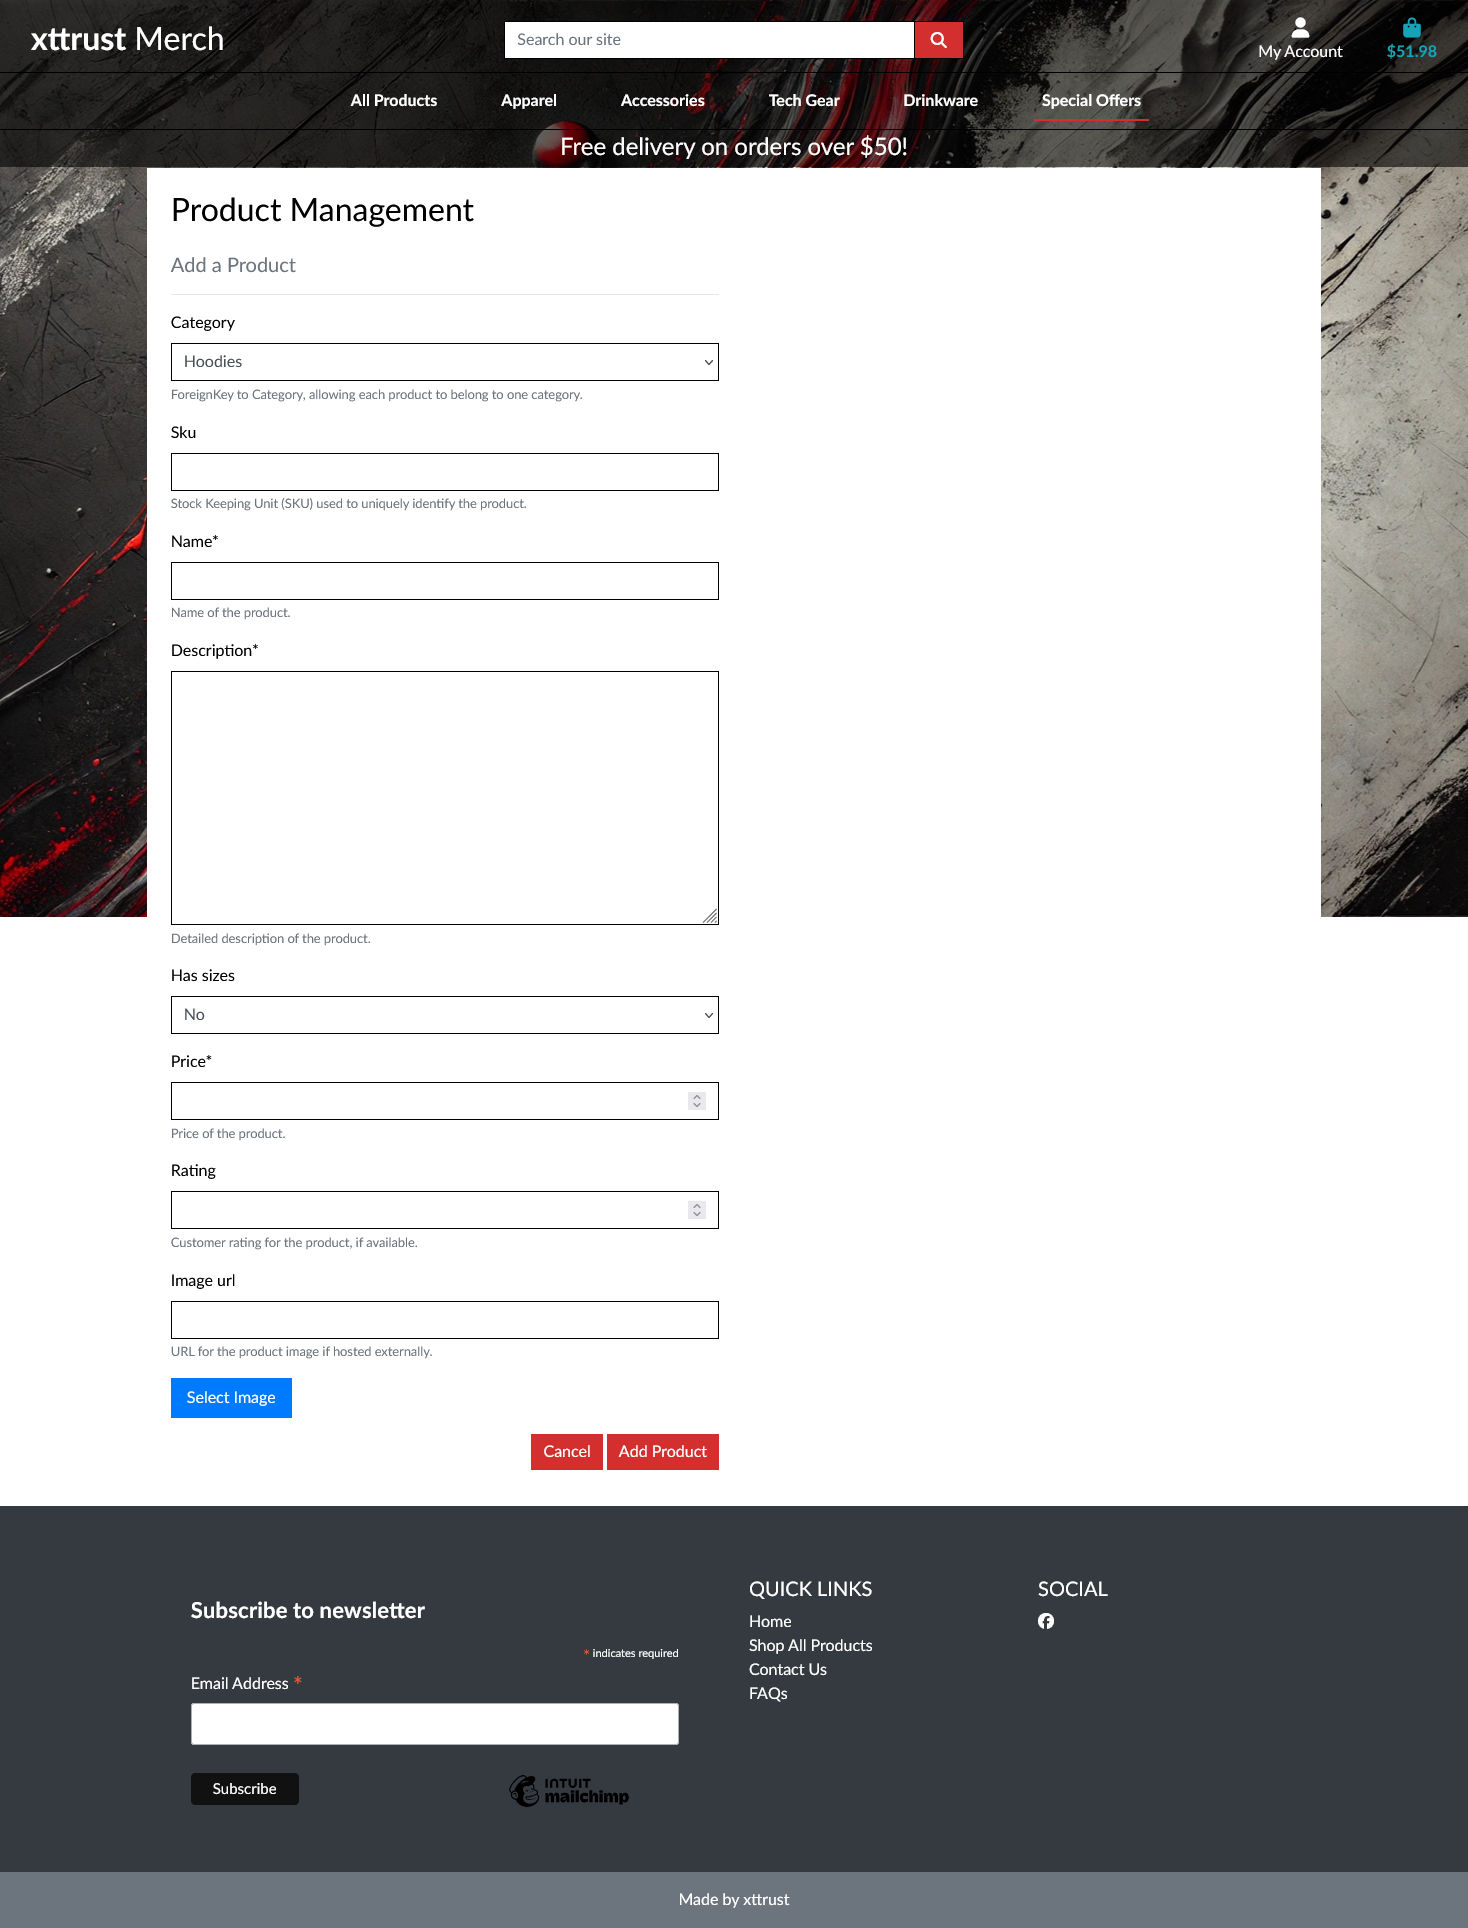 xttrust Merch
Search our site
My Account
$51.98
All Products
Apparel
Accessories
Tech Gear
Drinkware
Special Offers
Free delivery on orders over $50!
Product Management
Add a Product
Category
Hoodies
ForeignKey to Category, allowing each product to belong to one category.
Sku
Stock Keeping Unit (SKU) used to uniquely identify the product.
Name*
Name of the product.
Description*
Detailed description of the product.
Has sizes
No
Price*
Price of the product.
Rating
Customer rating for the product, if available.
Image url
URL for the product image if hosted externally.
Select Image
Cancel
Add Product
Subscribe to newsletter
* indicates required
Email Address *
Subscribe
INTUIT
mailchimp
QUICK LINKS
Home
Shop All Products
Contact Us
FAQs
SOCIAL
Made by xttrust